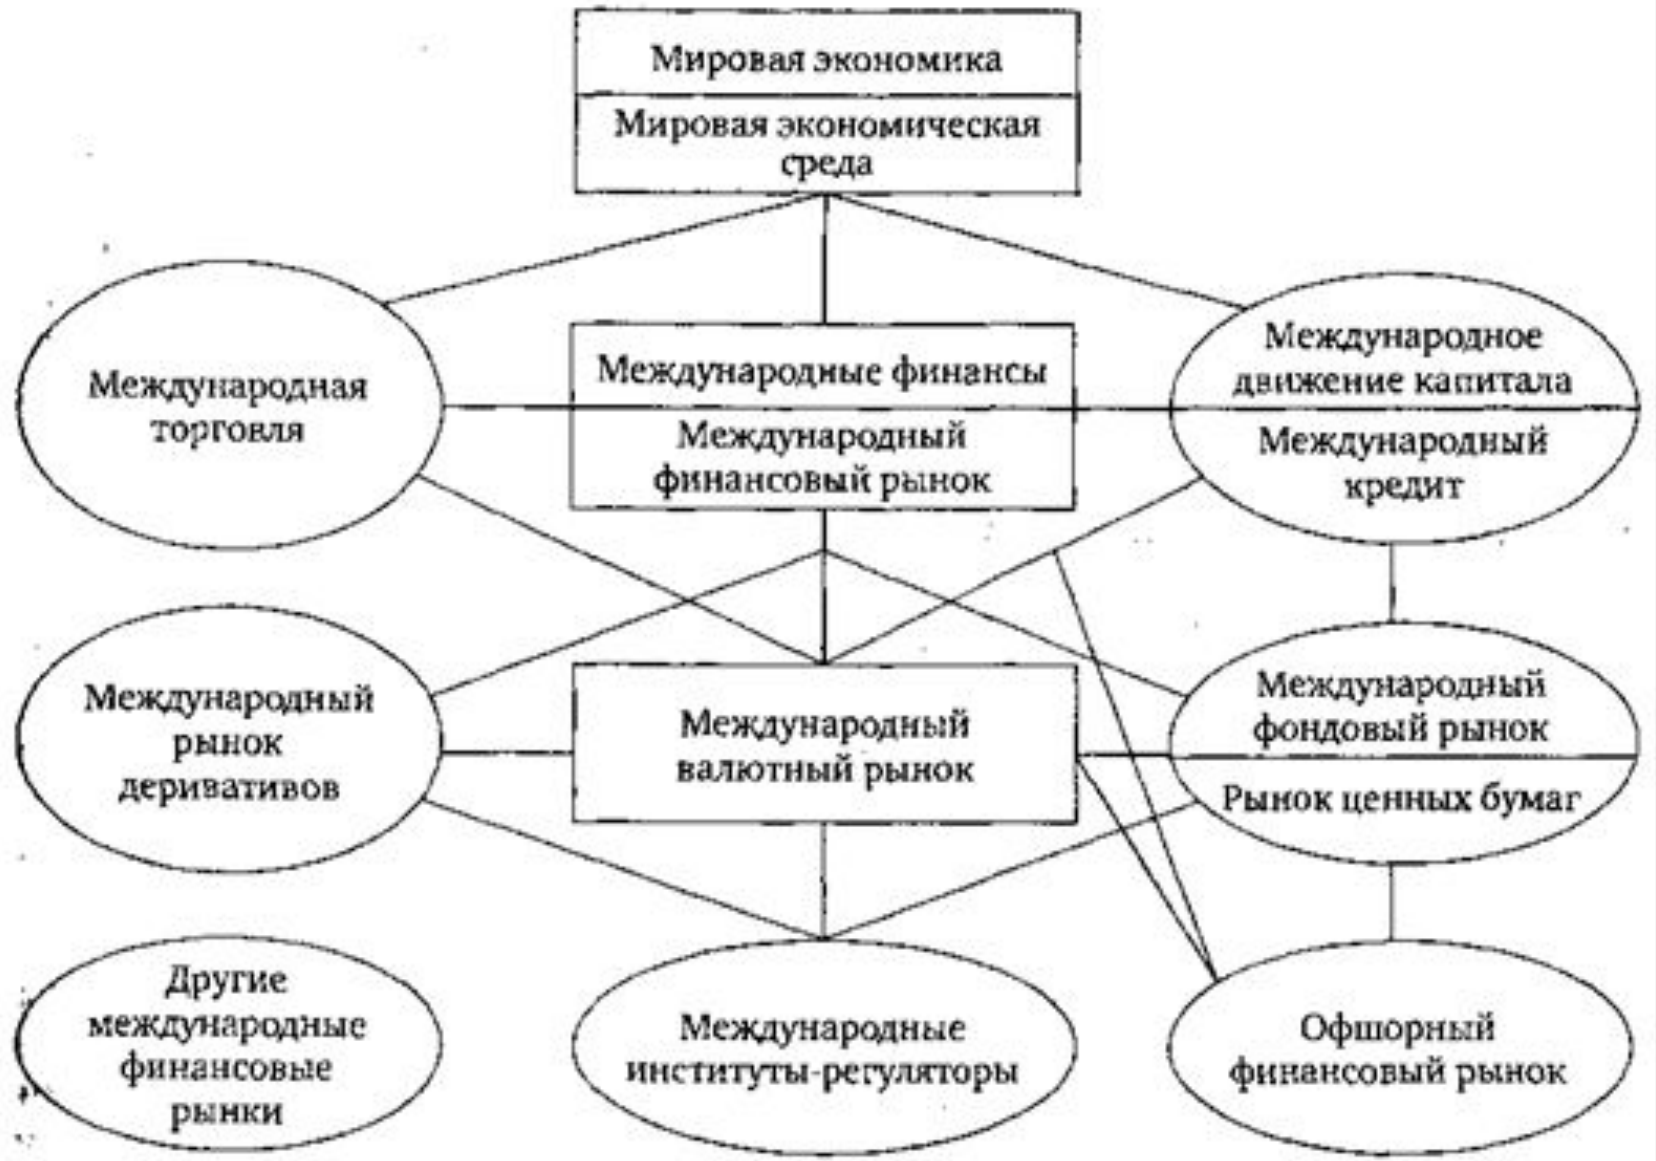 Мировая экономика
Мировая экономическая
среда
Международная
торговля
Международные финансы
Международный
финансовый рынок
Международное
движение капитала
Международный
кредит
Международный
рынок
деривативов
Международный
валютный рынок
Международный
фондовый рынок
Рынок ценных бумаг
Другие
международные
финансовые
рынки
Международные
институты-регуляторы
Офшорный
финансовый рынок